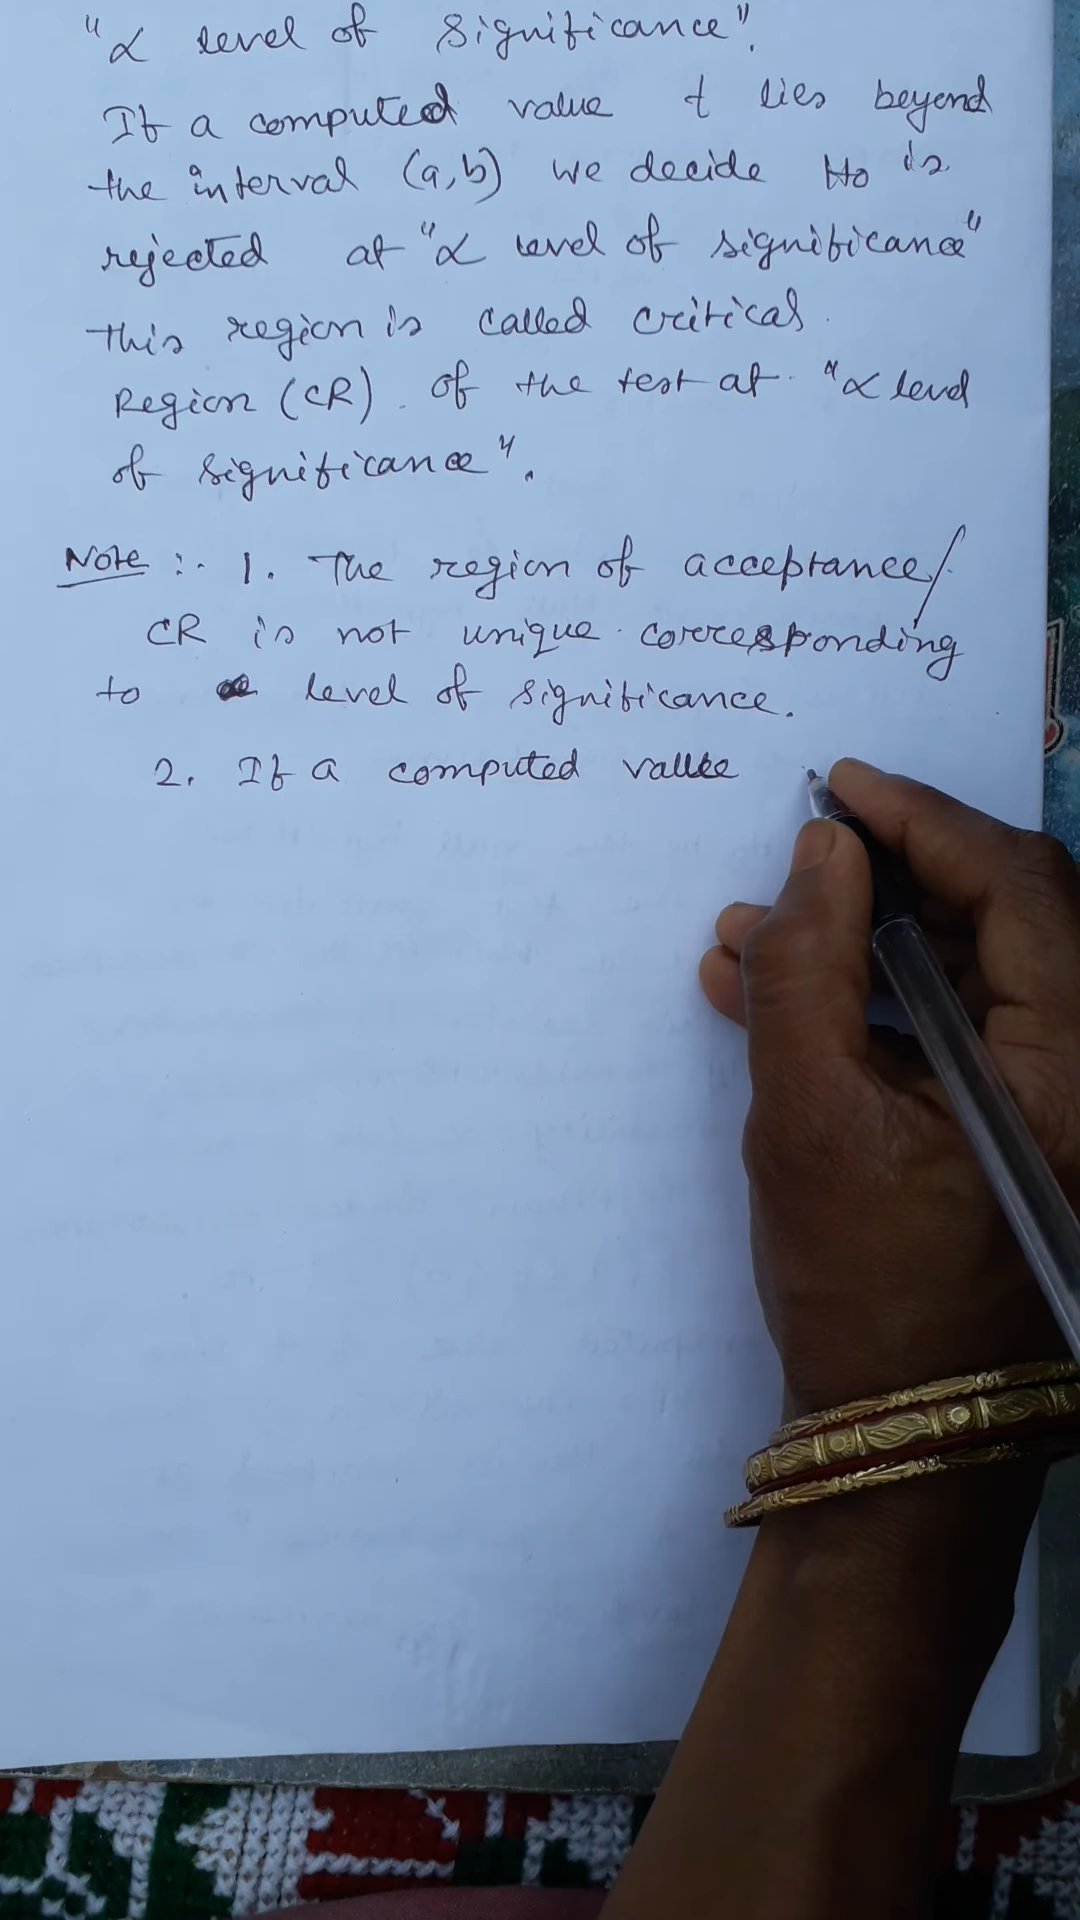 "α level of significance".
If a computed value t lies beyond
the interval (a,b) we decide H0 is
rejected at "α level of significance"
This region is called critical
Region (CR) of the test at "α level
of significance".
Note :- 1. The region of acceptance/
CR is not unique corresponding
to level of significance.
2. If a computed value